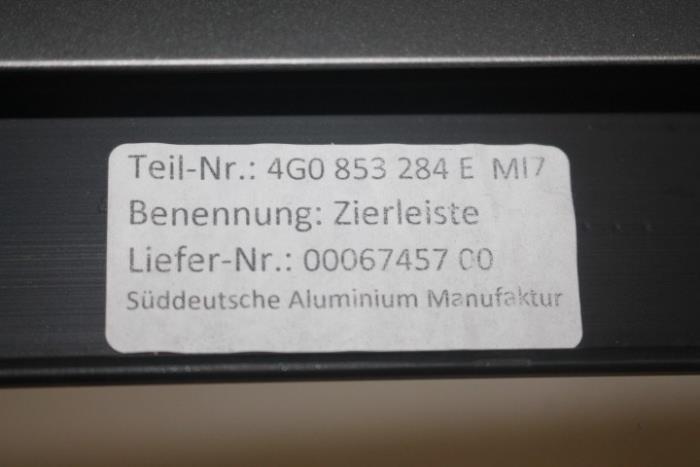 Teil-Nr.: 4G0 853 284 E MI7
Benennung: Zierleiste
Liefer-Nr.: 00067457 00
Süddeutsche Aluminium Manufaktur